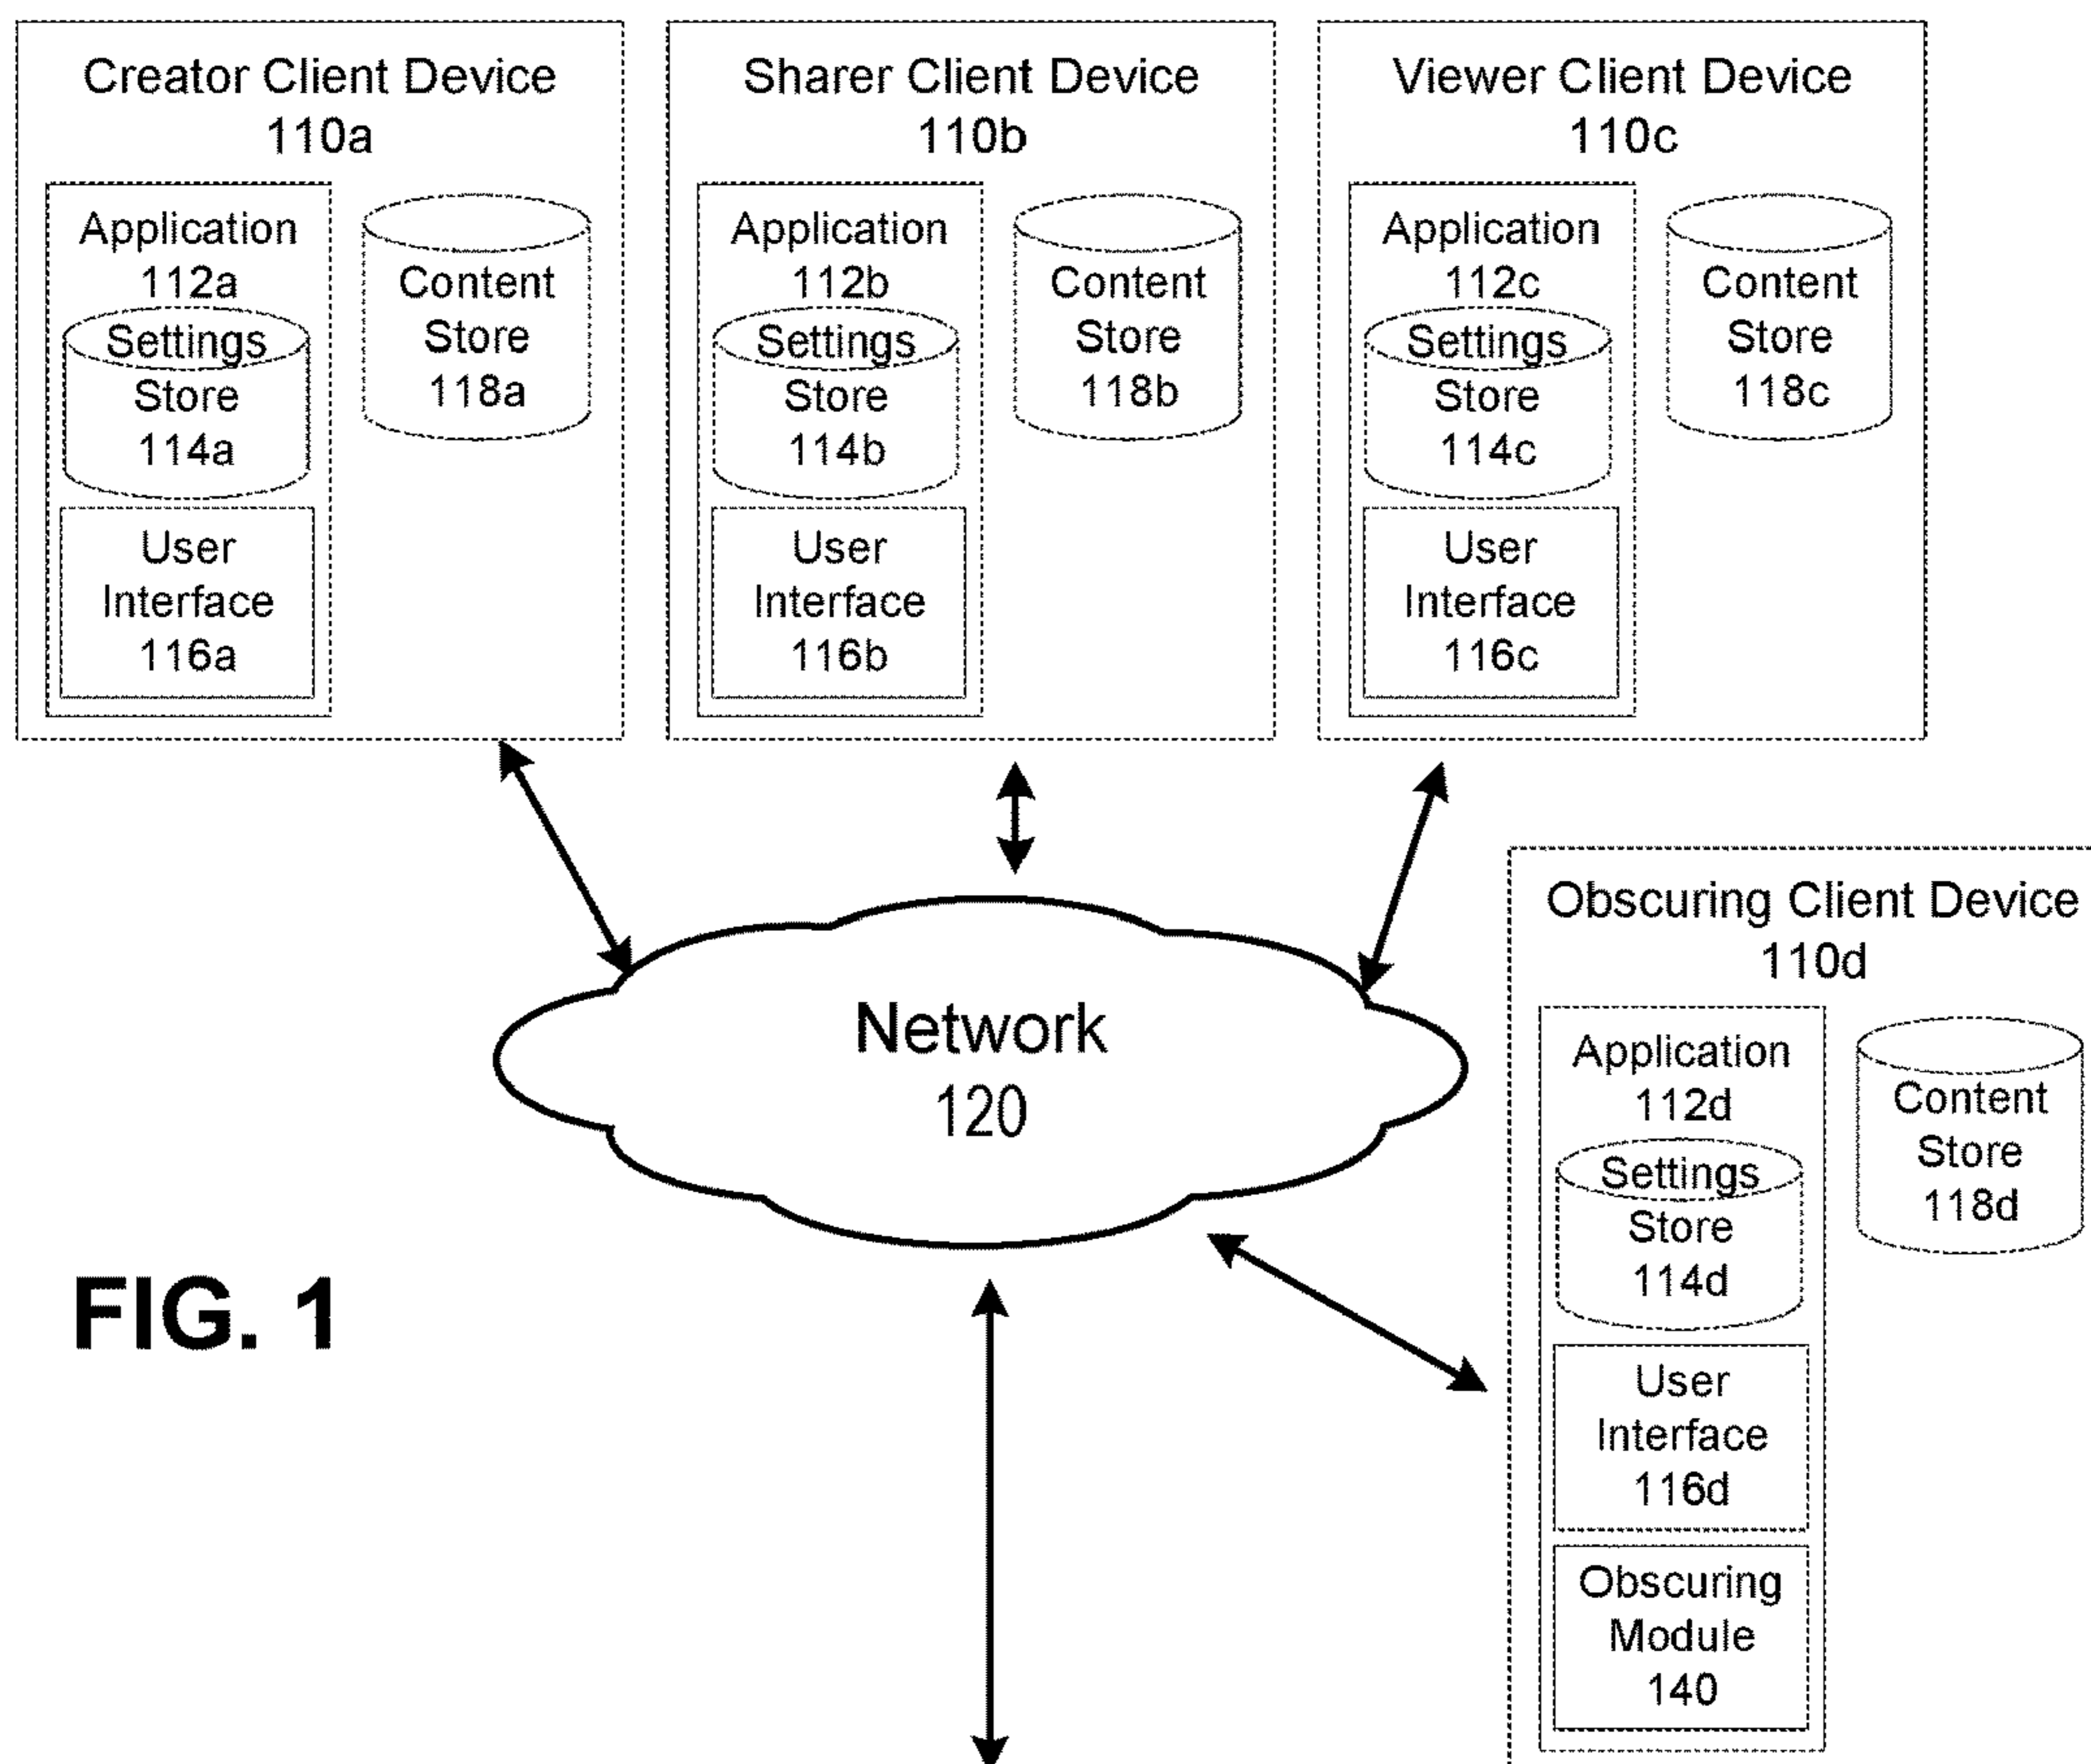 Creator Client Device
110a
Application
112a
Settings
Store
114a
User
Interface
116a
Content
Store
118a
Sharer Client Device
110b
Application
112b
Settings
Store
114b
User
Interface
116b
Content
Store
118b
Viewer Client Device
110c
Application
112c
Settings
Store
114c
User
Interface
116c
Content
Store
118c
Network
120
Obscuring Client Device
110d
Application
112d
Settings
Store
114d
User
Interface
116d
Obscuring
Module
140
Content
Store
118d
FIG. 1